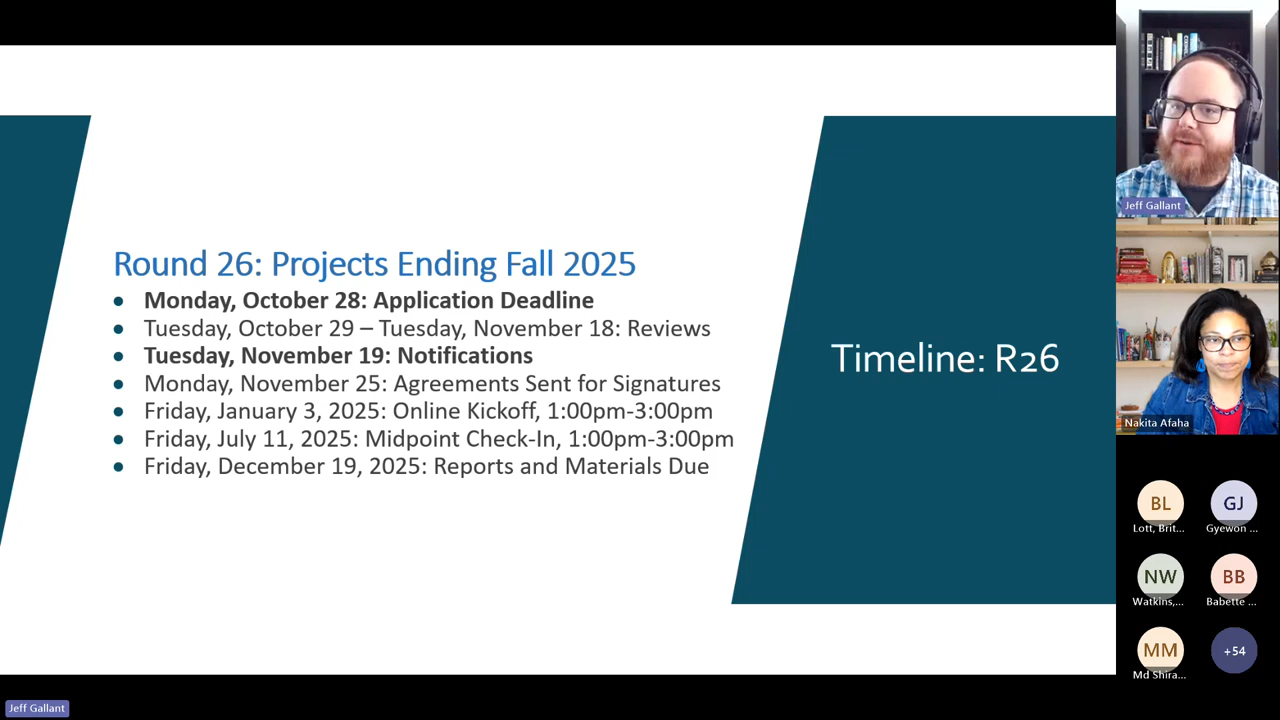 Round 26: Projects Ending Fall 2025
• Monday, October 28: Application Deadline
• Tuesday, October 29 – Tuesday, November 18: Reviews
• Tuesday, November 19: Notifications
• Monday, November 25: Agreements Sent for Signatures
• Friday, January 3, 2025: Online Kickoff, 1:00pm-3:00pm
• Friday, July 11, 2025: Midpoint Check-In, 1:00pm-3:00pm
• Friday, December 19, 2025: Reports and Materials Due
Timeline: R26
Jeff Gallant
Nakita Afaha
BL
Lott, Brit...
GJ
Gyewon ...
NW
Watkins,...
BB
Babette ...
MM
Md Shira...
+54
Jeff Gallant